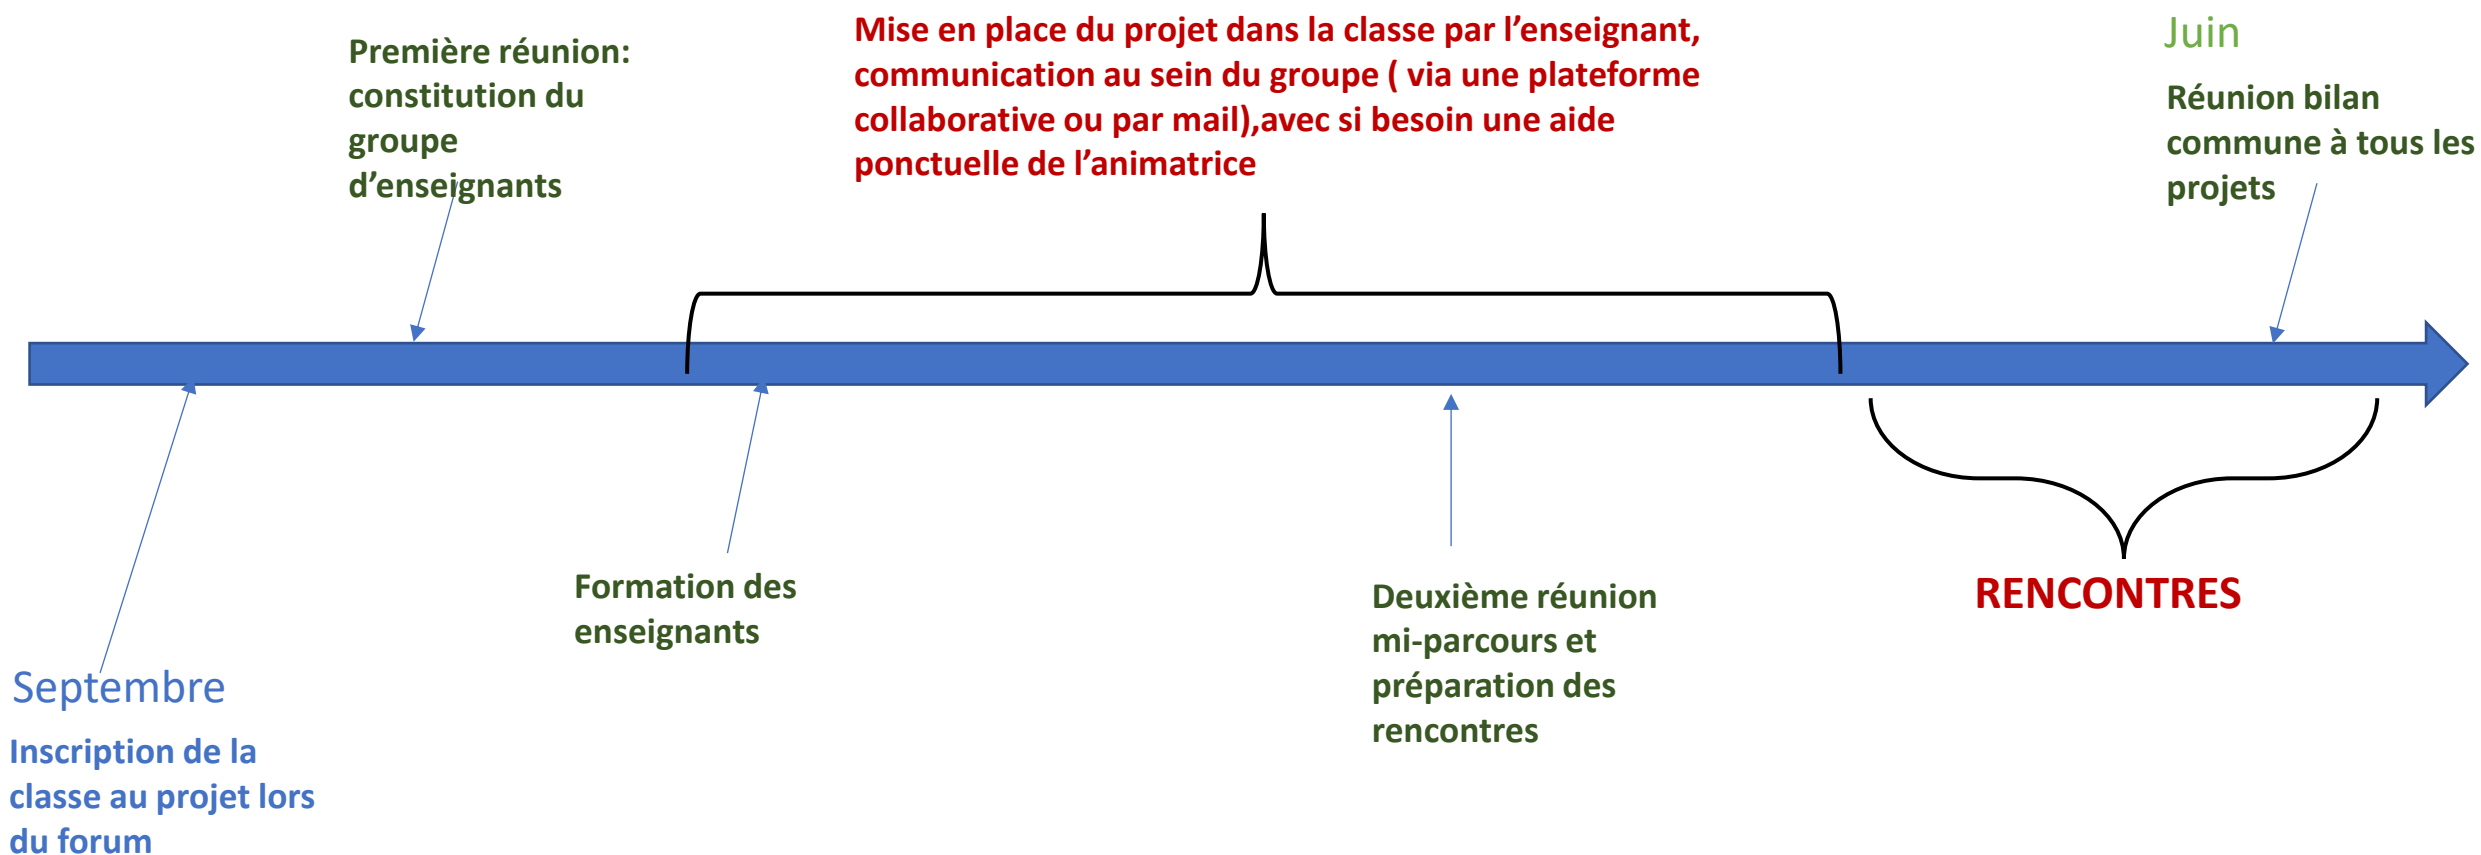 Première réunion:
constitution du
groupe
d’enseignants
Mise en place du projet dans la classe par l’enseignant,
communication au sein du groupe ( via une plateforme
collaborative ou par mail),avec si besoin une aide
ponctuelle de l’animatrice
Juin
Réunion bilan
commune à tous les
projets
Septembre
Inscription de la
classe au projet lors
du forum
Formation des
enseignants
Deuxième réunion
mi-parcours et
préparation des
rencontres
RENCONTRES